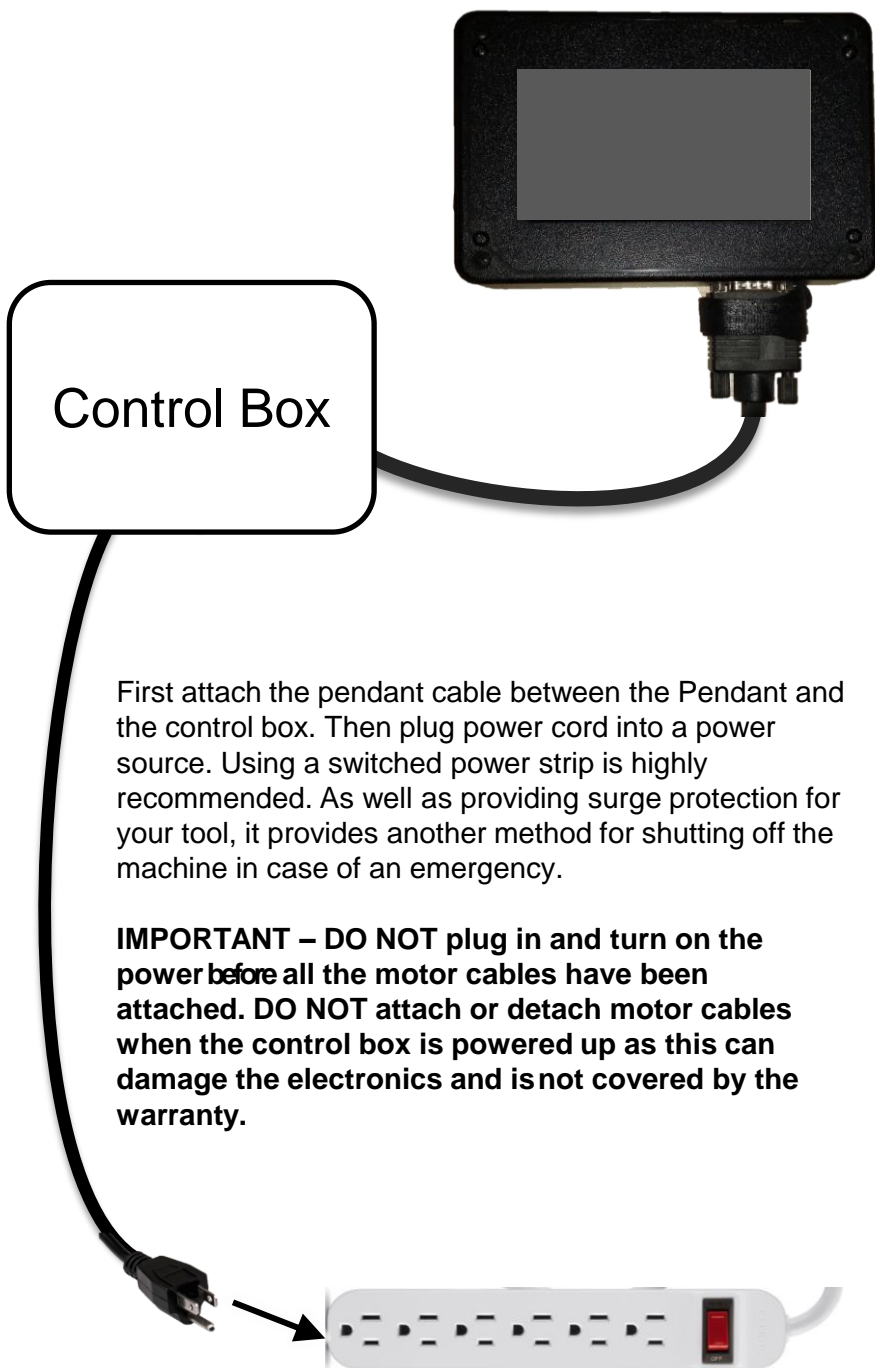 Control Box
First attach the pendant cable between the Pendant and
the control box. Then plug power cord into a power
source. Using a switched power strip is highly
recommended. As well as providing surge protection for
your tool, it provides another method for shutting off the
machine in case of an emergency.
IMPORTANT – DO NOT plug in and turn on the
power before all the motor cables have been
attached. DO NOT attach or detach motor cables
when the control box is powered up as this can
damage the electronics and is not covered by the
warranty.
OFF